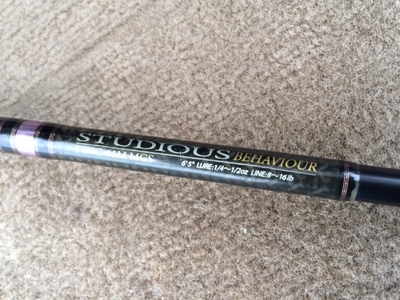 STUDIOUS BEHAVIOUR
6'5" LURE:1/4～1/2oz LINE:8～16lb